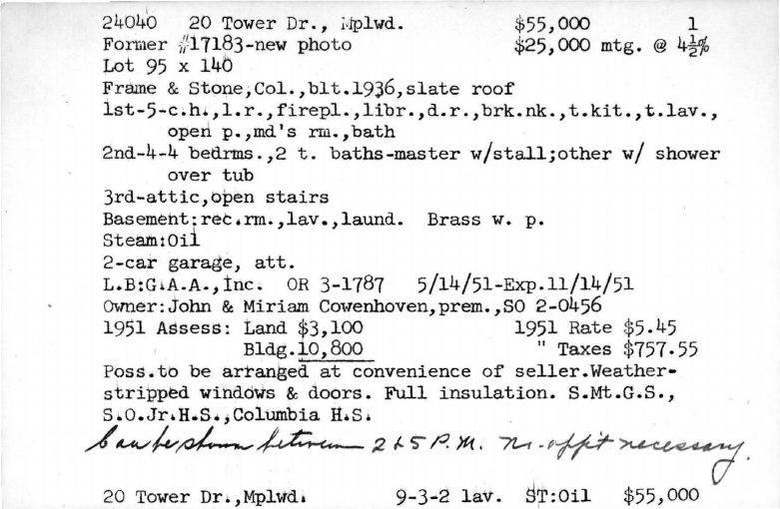 24040 20 Tower Dr., Mplwd. $55,000 1
Former #17183-new photo $25,000 mtg. @ 4½%
Lot 95 x 140
Frame & Stone,Col.,blt.1936,slate roof
1st-5-c.h.,l.r.,firepl.,libr.,d.r.,brk.nk.,t.kit.,t.lav.,
open p.,md's rm.,bath
2nd-4-4 bedrms.,2 t. baths-master w/stall;other w/ shower
over tub
3rd-attic,open stairs
Basement:rec.rm.,lav.,laund. Brass w. p.
Steam:Oil
2-car garage, att.
L.B:G.A.A.,Inc. OR 3-1787 5/14/51-Exp.11/14/51
Owner:John & Miriam Cowenhoven,prem.,SO 2-0456
1951 Assess: Land $3,100 1951 Rate $5.45
Bldg.10,800 " Taxes $757.55
Poss.to be arranged at convenience of seller.Weather-
stripped windows & doors. Full insulation. S.Mt.G.S.,
S.O.Jr.H.S.,Columbia H.S.
Can be shown between 2 & 5 P.M. No appt necessary.
20 Tower Dr.,Mplwd. 9-3-2 lav. ST:Oil $55,000